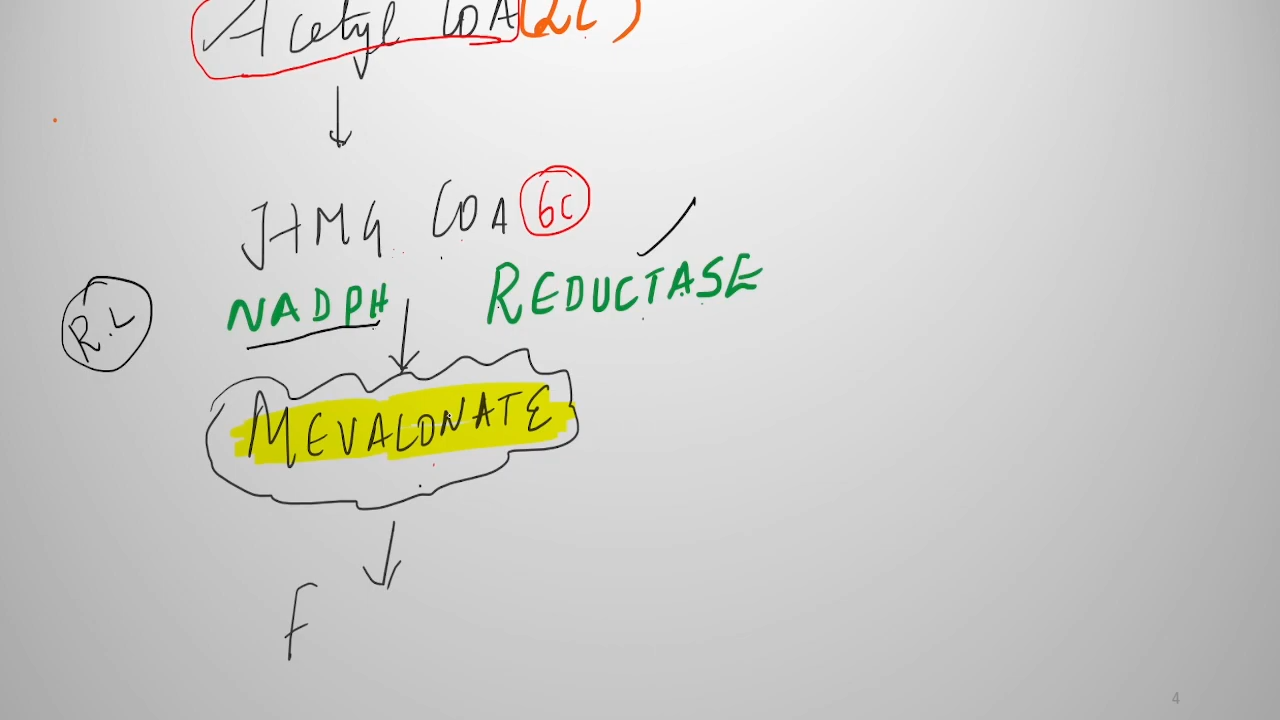 Acetyl COA (2C)
HMG COA 6C
NADPH REDUCTASE
R.L
MEVALONATE
F
4